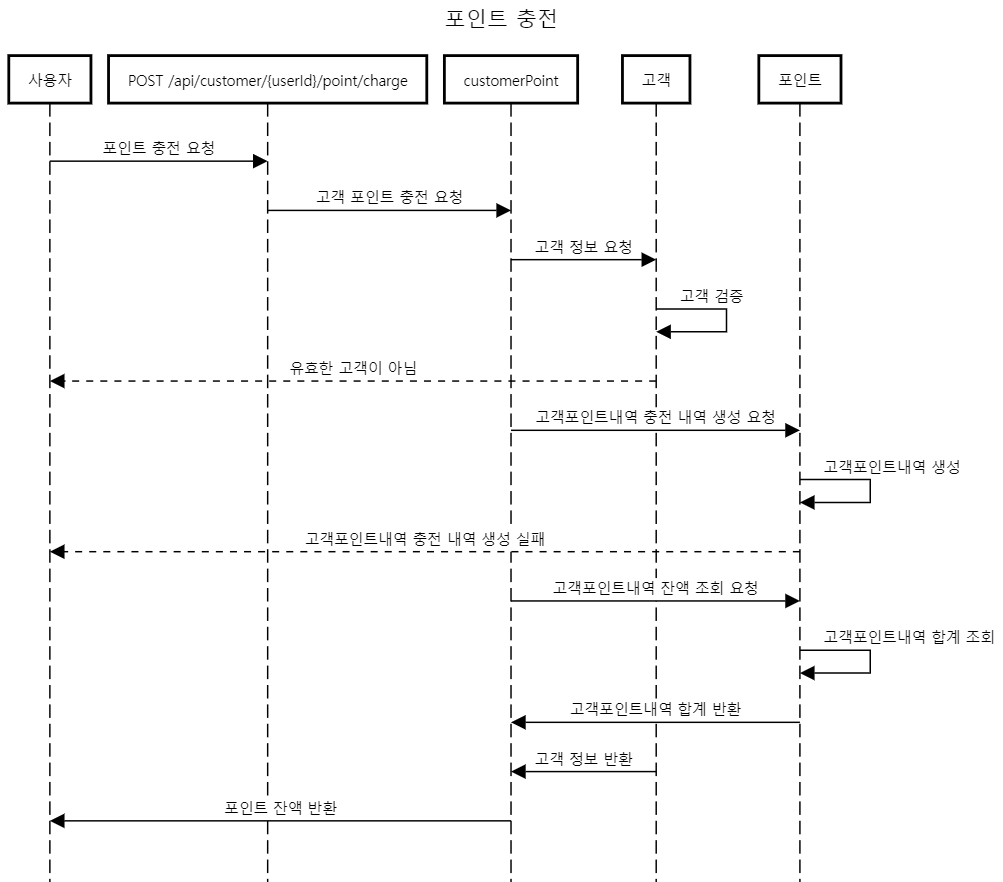 포인트 충전
사용자
POST /api/customer/{userId}/point/charge
customerPoint
고객
포인트
포인트 충전 요청
고객 포인트 충전 요청
고객 정보 요청
고객 검증
유효한 고객이 아님
고객포인트내역 충전 내역 생성 요청
고객포인트내역 생성
고객포인트내역 충전 내역 생성 실패
고객포인트내역 잔액 조회 요청
고객포인트내역 합계 조회
고객포인트내역 합계 반환
고객 정보 반환
포인트 잔액 반환